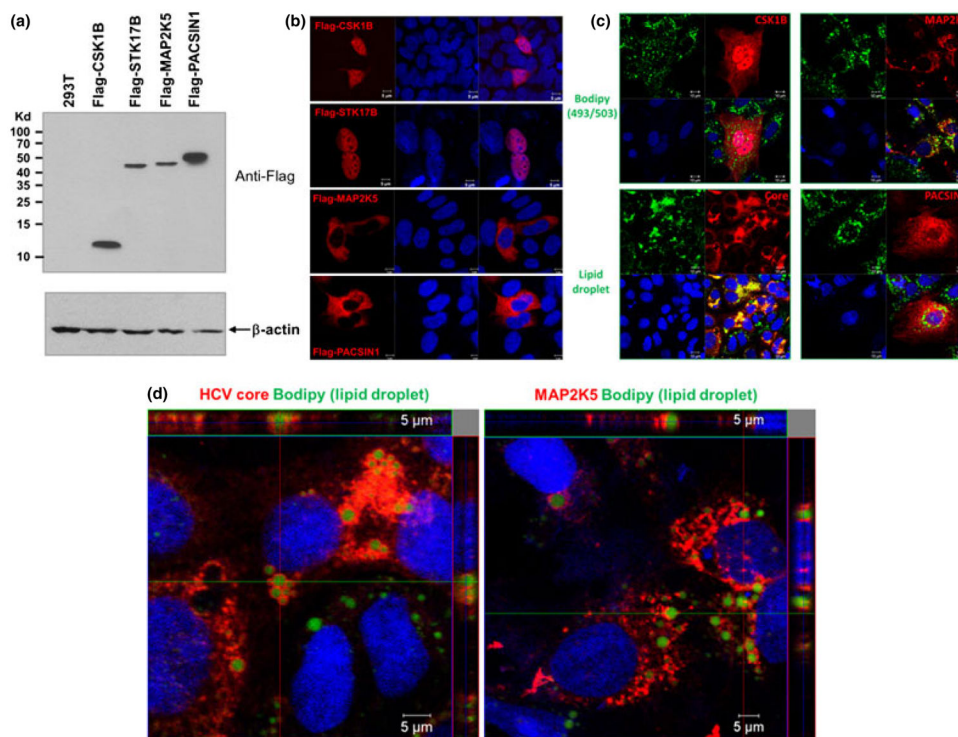 (a)
293T
Flag-CSK1B
Flag-STK17B
Flag-MAP2K5
Flag-PACSIN1
Kd
100
70
50
40
35
25
15
10
Anti-Flag
β-actin
(b)
Flag-CSK1B
Flag-STK17B
Flag-MAP2K5
Flag-PACSIN1
(c)
CSK1B
MAP2K
Bodipy
(493/503)
Core
PACSIN
Lipid
droplet
(d)
HCV core Bodipy (lipid droplet)
5 µm
5 µm
MAP2K5 Bodipy (lipid droplet)
5 µm
5 µm